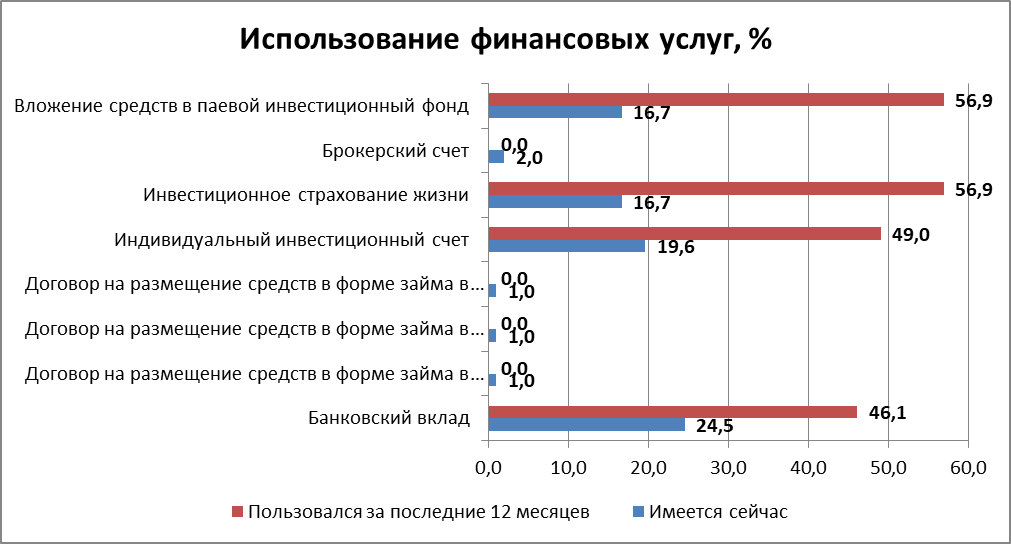 Использование финансовых услуг, %
Вложение средств в паевой инвестиционный фонд
56,9
16,7
Брокерский счет
0,0
2,0
Инвестиционное страхование жизни
56,9
16,7
Индивидуальный инвестиционный счет
49,0
19,6
Договор на размещение средств в форме займа в...
0,0
1,0
Договор на размещение средств в форме займа в...
0,0
1,0
Договор на размещение средств в форме займа в...
0,0
1,0
Банковский вклад
46,1
24,5
0,0 10,0 20,0 30,0 40,0 50,0 60,0
Пользовался за последние 12 месяцев Имеется сейчас